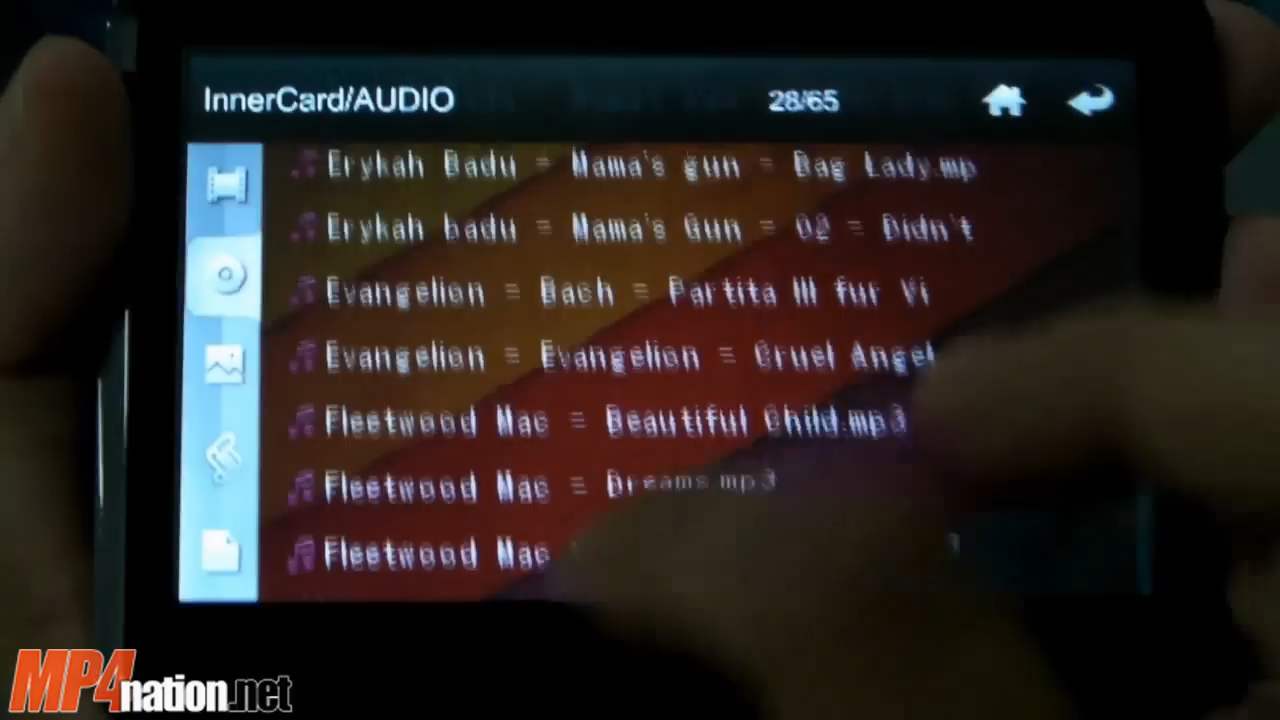 InnerCard/AUDIO 28/65
Erykah Badu = Mama's gun = Bag Lady.mp
Erykah badu = Mama's Gun = 02 = Didn't
Evangelion = Bach = Partita III fur Vi
Evangelion = Evangelion = Cruel Angel
Fleetwood Mac = Beautiful Child.mp3
Fleetwood Mac = Dreams.mp3
Fleetwood Mac
MP4nation.net